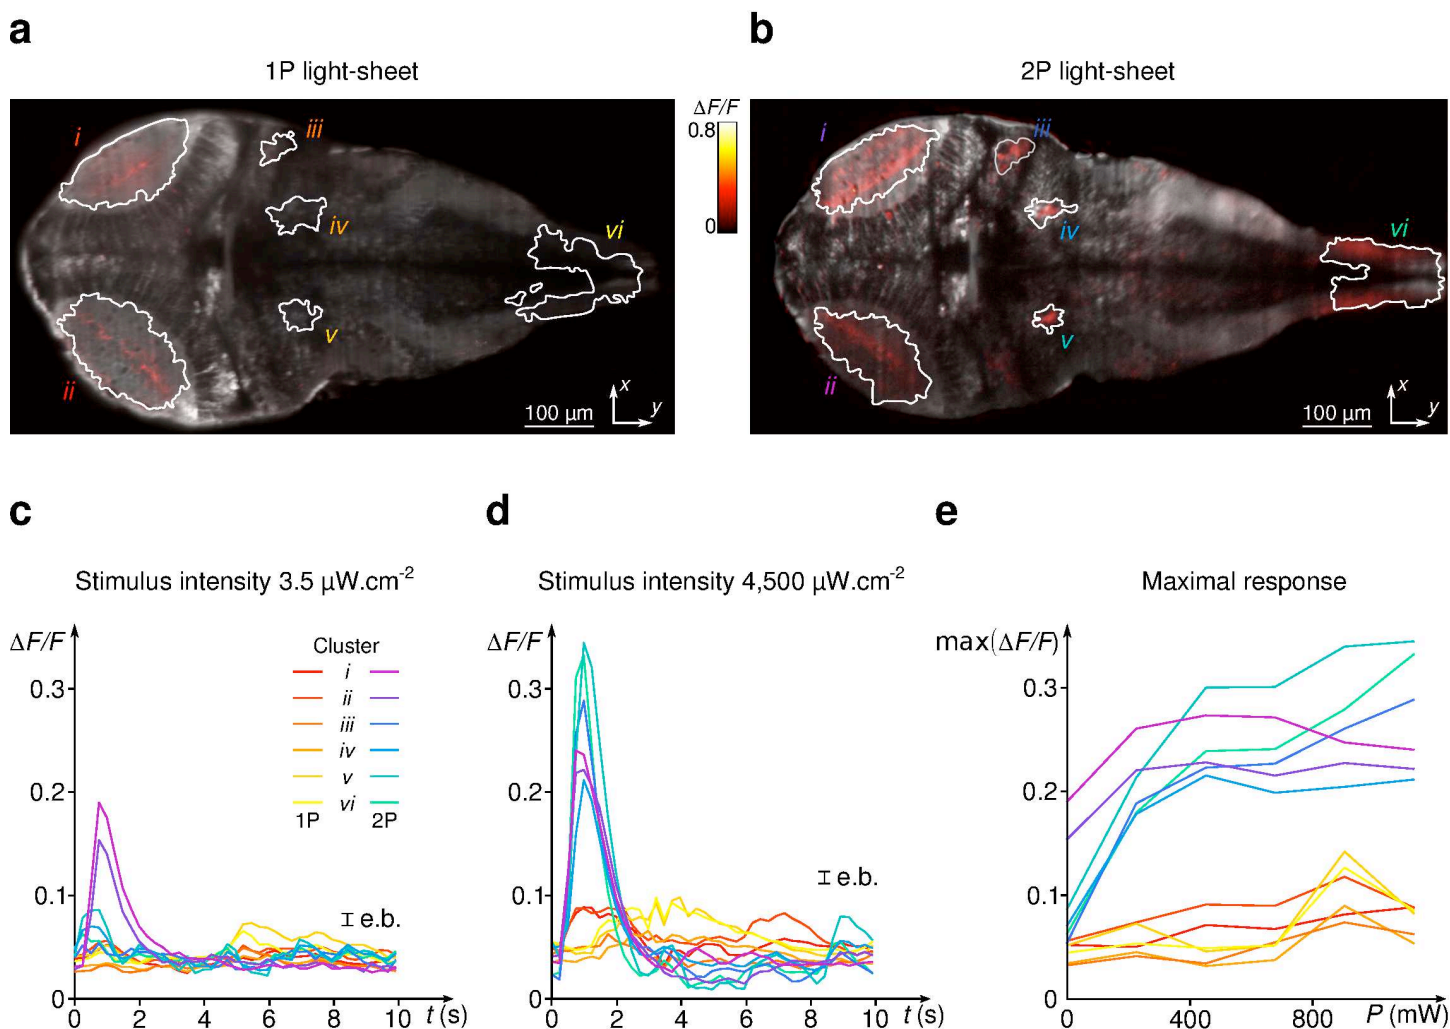 a
1P light-sheet
i
iii
iv
vi
v
ii
100 µm
x
y
ΔF/F
0.8
0
b
2P light-sheet
i
iii
iv
vi
v
ii
100 µm
x
y
c
Stimulus intensity 3.5 µW.cm-2
ΔF/F
0.3
0.2
0.1
0
Cluster
i
ii
iii
iv
v
vi
1P 2P
e.b.
0 2 4 6 8 10 t (s)
d
Stimulus intensity 4,500 µW.cm-2
ΔF/F
0.3
0.2
0.1
0
e.b.
0 2 4 6 8 10 t (s)
e
Maximal response
max(ΔF/F)
0.3
0.2
0.1
0
0 400 800 P (mW)